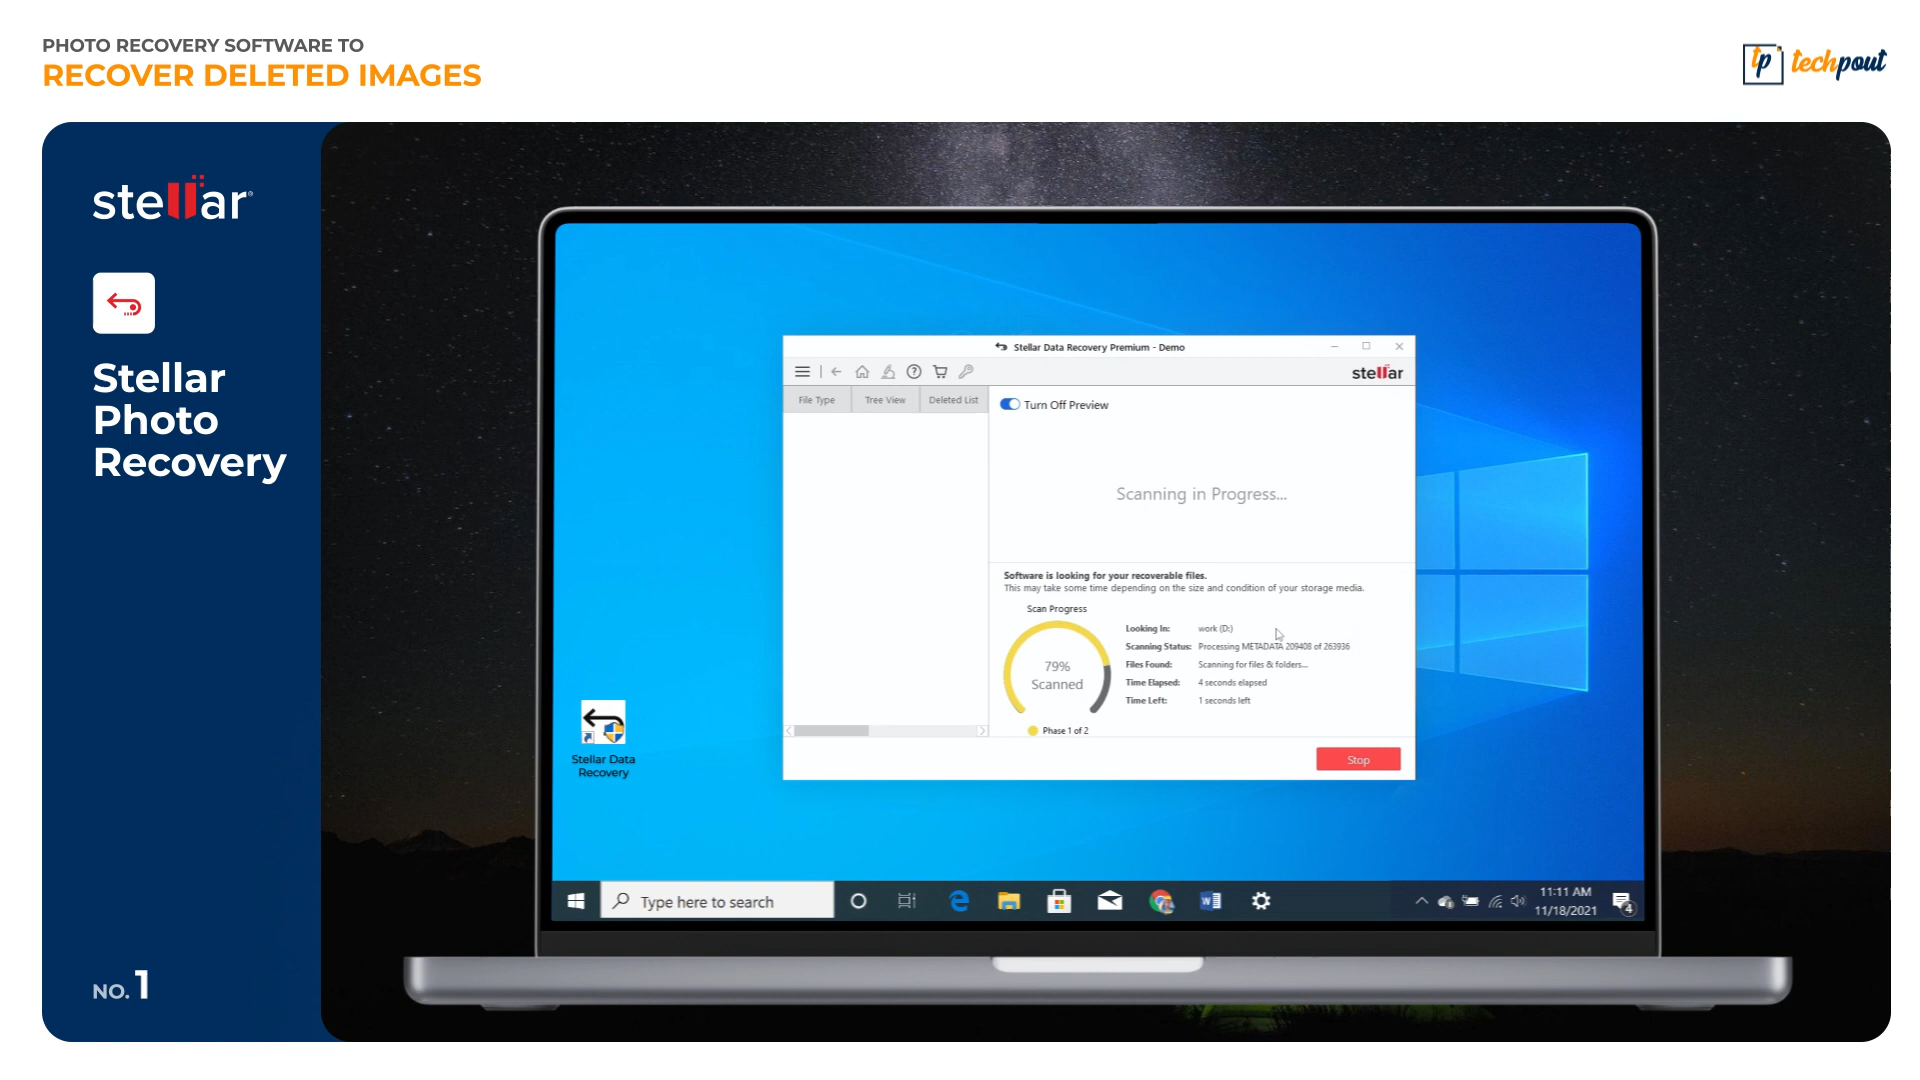 PHOTO RECOVERY SOFTWARE TO
RECOVER DELETED IMAGES
tp techpout
stellar
Stellar
Photo
Recovery
NO. 1
Stellar Data Recovery Premium - Demo
stellar
File Type
Tree View
Deleted List
Turn Off Preview
Scanning in Progress...
Software is looking for your recoverable files.
This may take some time depending on the size and condition of your storage media.
Scan Progress
79%
Scanned
Looking In: work (D:)
Scanning Status: Processing METADATA 209408 of 263936
Files Found: Scanning for files & folders...
Time Elapsed: 4 seconds elapsed
Time Left: 1 seconds left
Phase 1 of 2
Stop
Stellar Data
Recovery
Type here to search
11:11 AM
11/18/2021
4